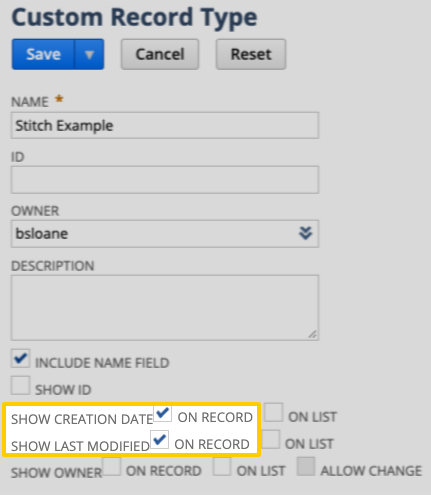 Custom Record Type
Save Cancel Reset
NAME *
Stitch Example
ID
OWNER
bsloane
DESCRIPTION
INCLUDE NAME FIELD
SHOW ID
SHOW CREATION DATE ON RECORD ON LIST
SHOW LAST MODIFIED ON RECORD ON LIST
SHOW OWNER ON RECORD ON LIST ALLOW CHANGE